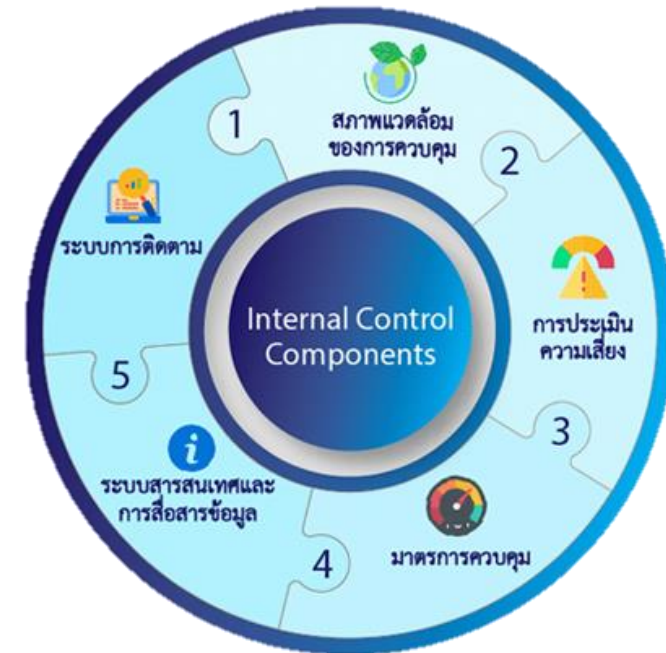 Internal Control
Components
1
สภาพแวดล้อม
ของการควบคุม
2
การประเมิน
ความเสี่ยง
3
มาตรการควบคุม
4
ระบบสารสนเทศและ
การสื่อสารข้อมูล
5
ระบบการติดตาม